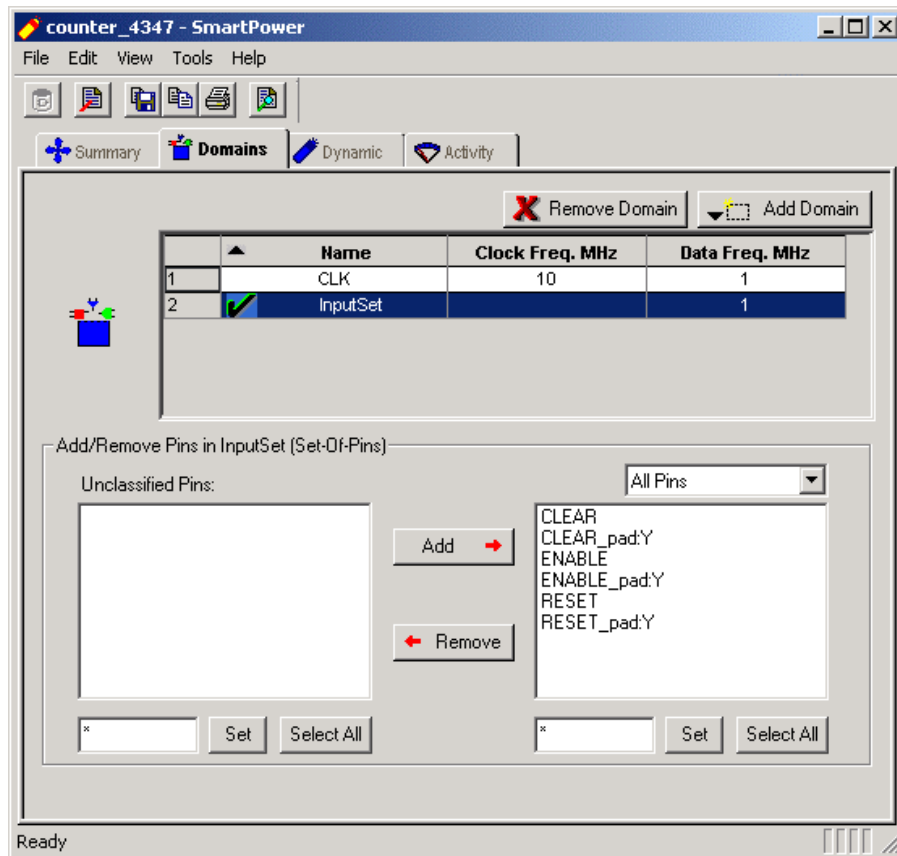 counter_4347 - SmartPower
File Edit View Tools Help
Summary Domains Dynamic Activity
Remove Domain Add Domain
Name Clock Freq. MHz Data Freq. MHz
1 CLK 10 1
2 InputSet 1
Add/Remove Pins in InputSet (Set-Of-Pins)
Unclassified Pins: All Pins
CLEAR
CLEAR_pad:Y
Add ENABLE
ENABLE_pad:Y
RESET
RESET_pad:Y
Remove
* Set Select All * Set Select All
Ready